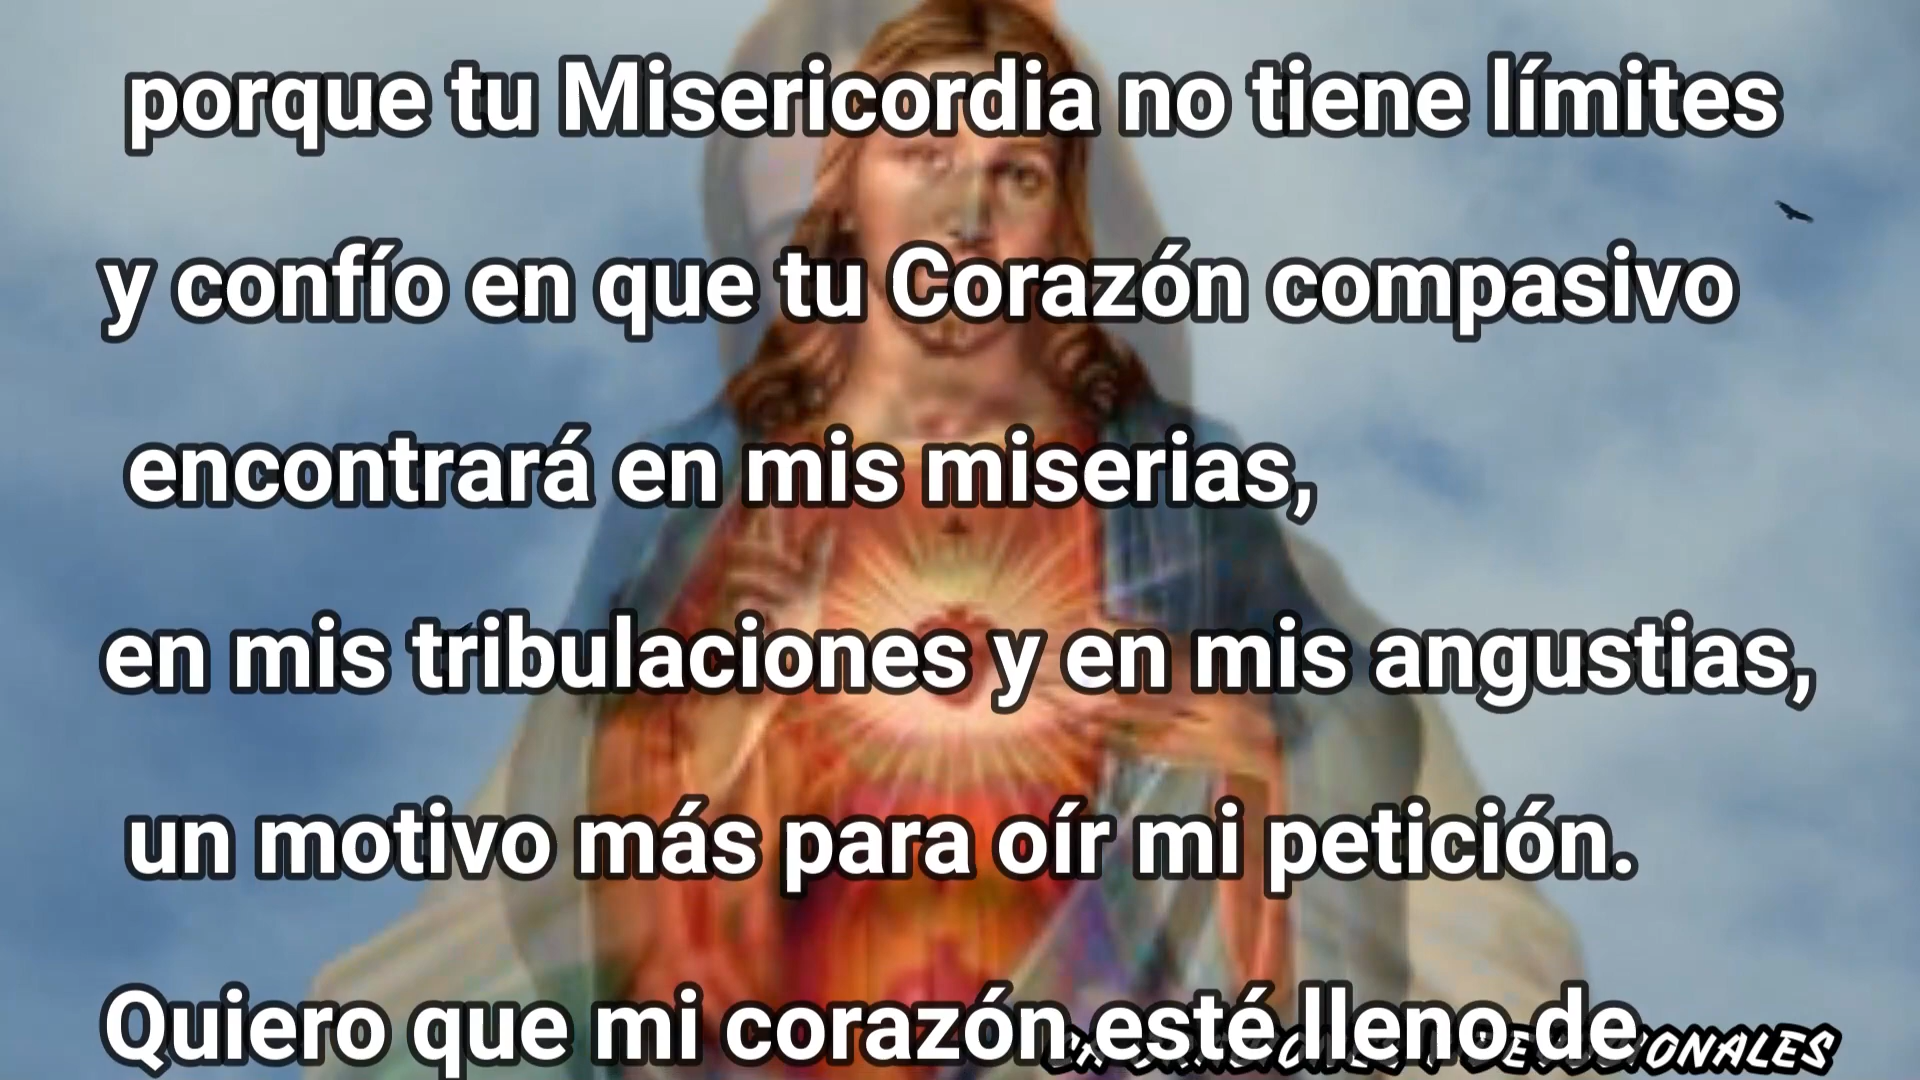 porque tu Misericordia no tiene límites
y confío en que tu Corazón compasivo
encontrará en mis miserias,
en mis tribulaciones y en mis angustias,
un motivo más para oír mi petición.
Quiero que mi corazón esté lleno de